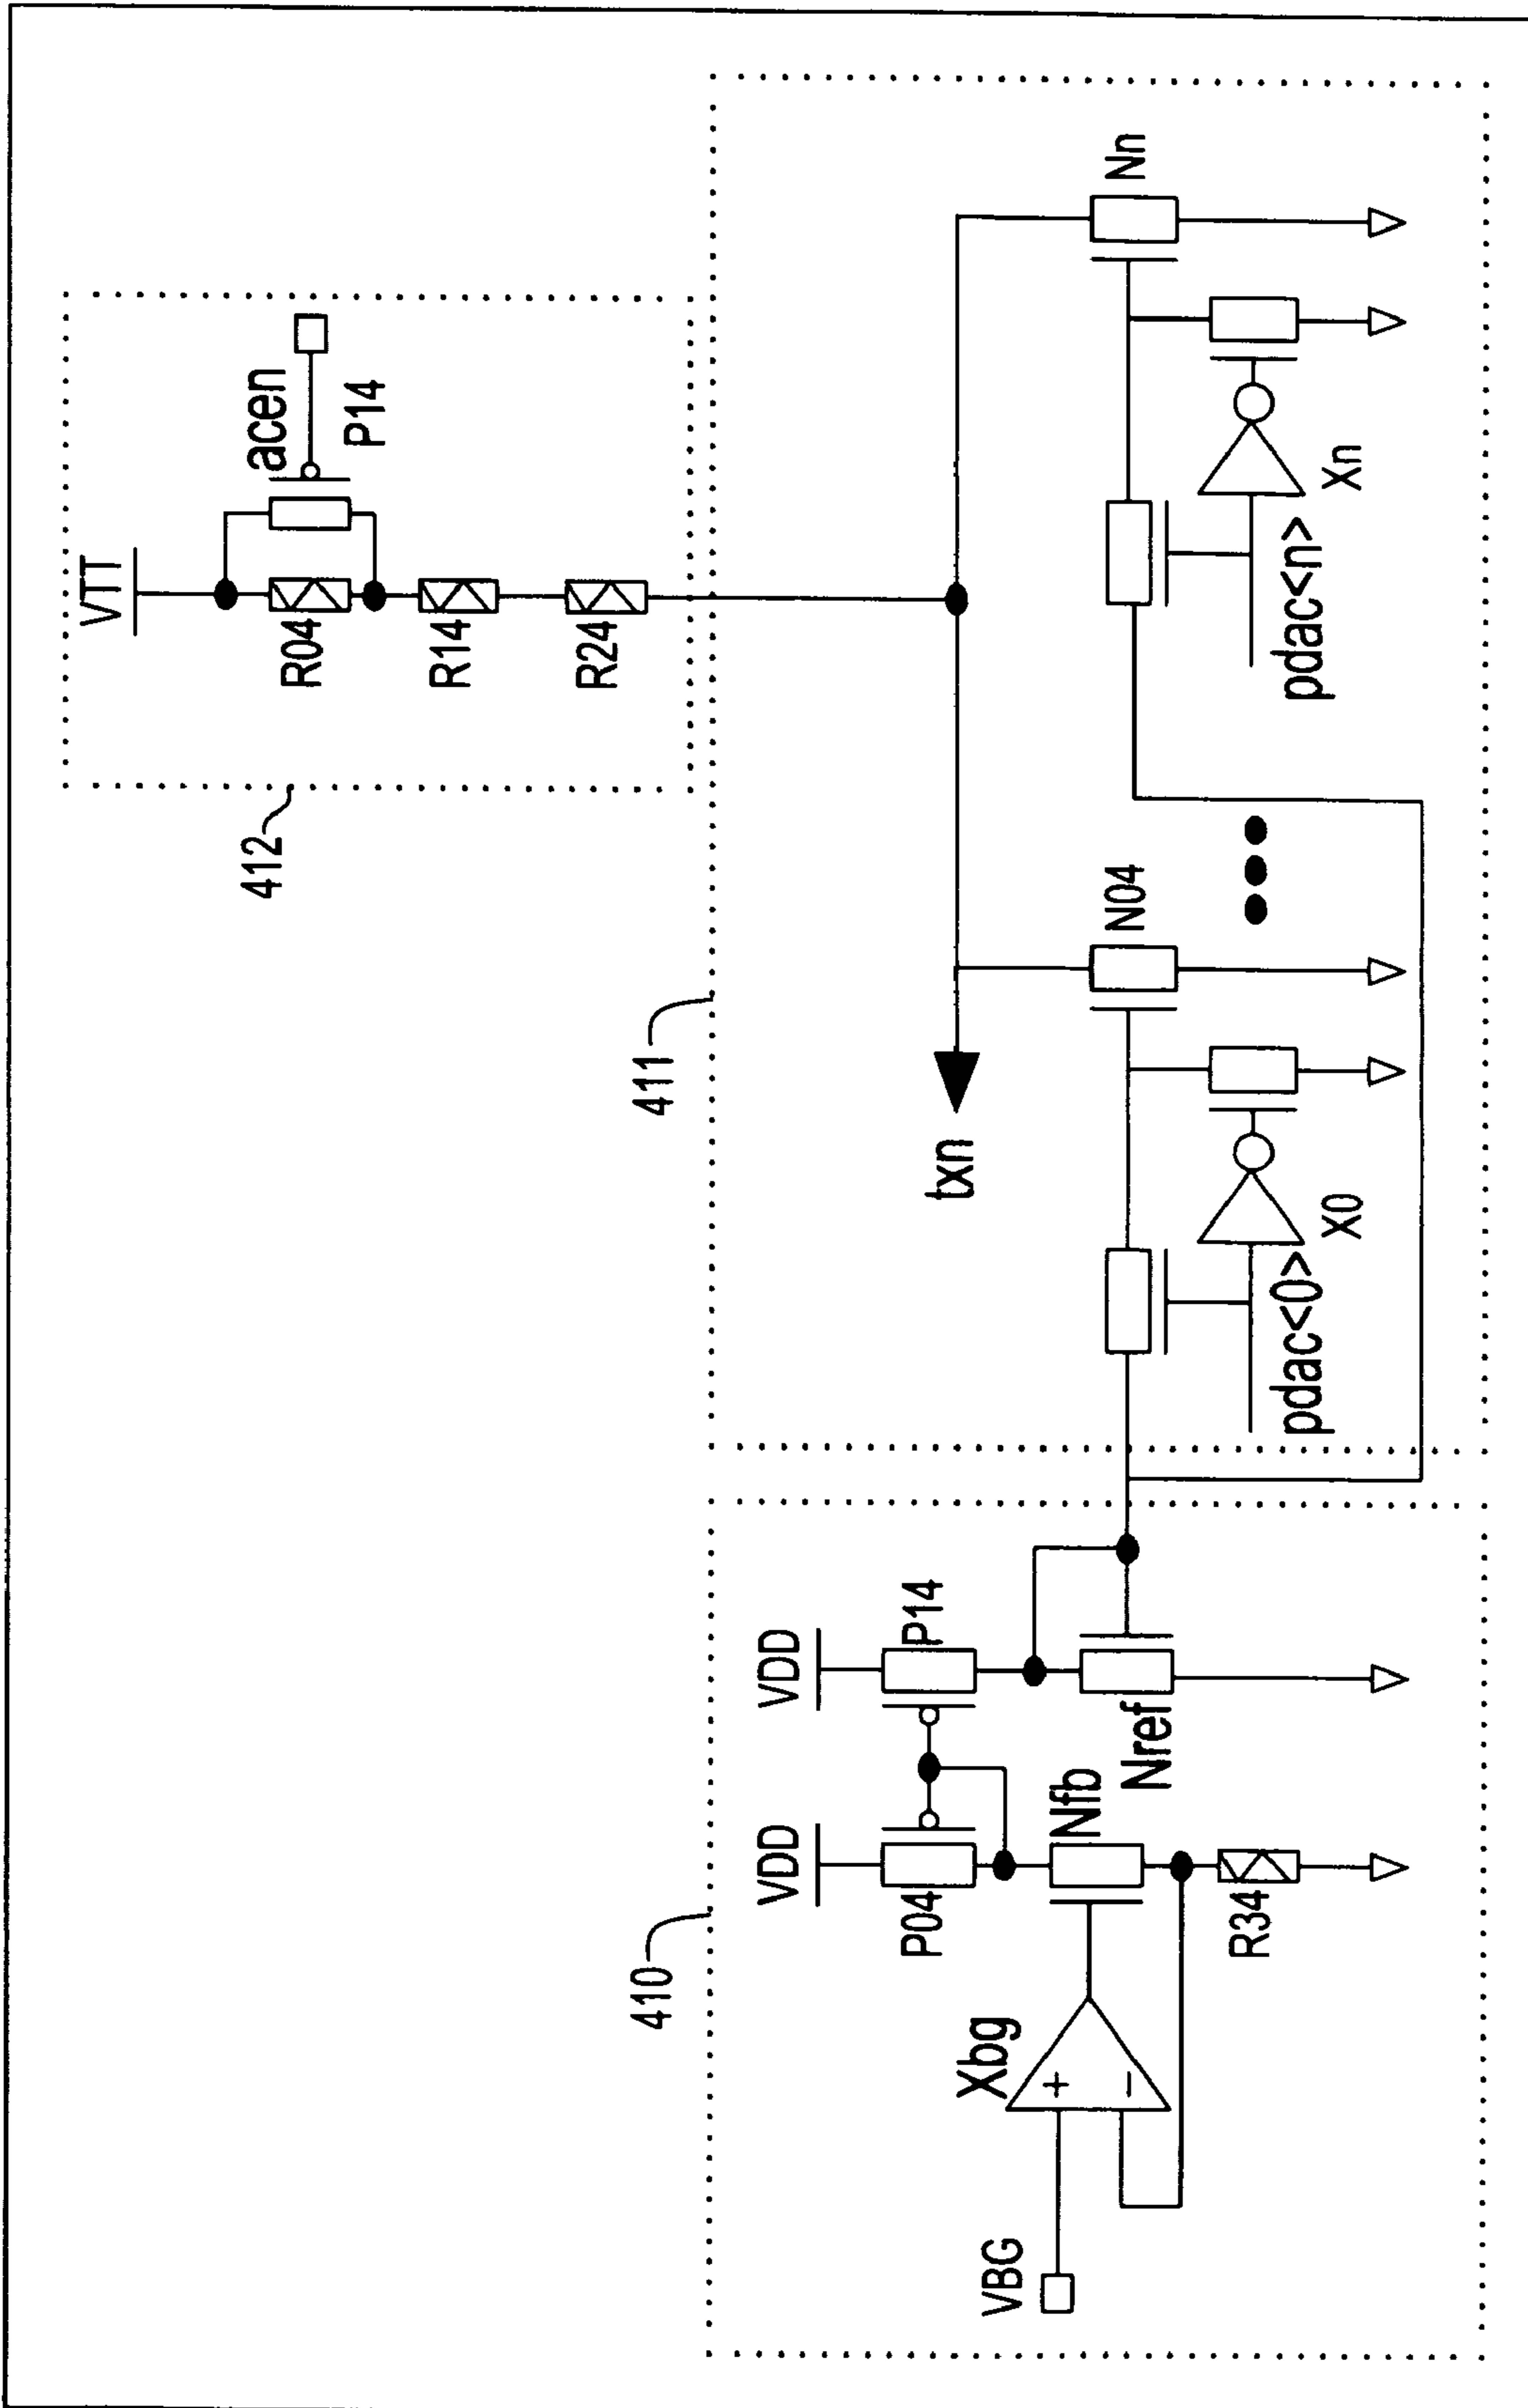 VTT
acen
P14
R04
R14
R24
412
411
txn
N04
Nn
pdac<0>
X0
pdac<n>
Xn
410
VDD
VDD
P04
P14
Nfb
Nref
Xbg
+
−
VBG
R34